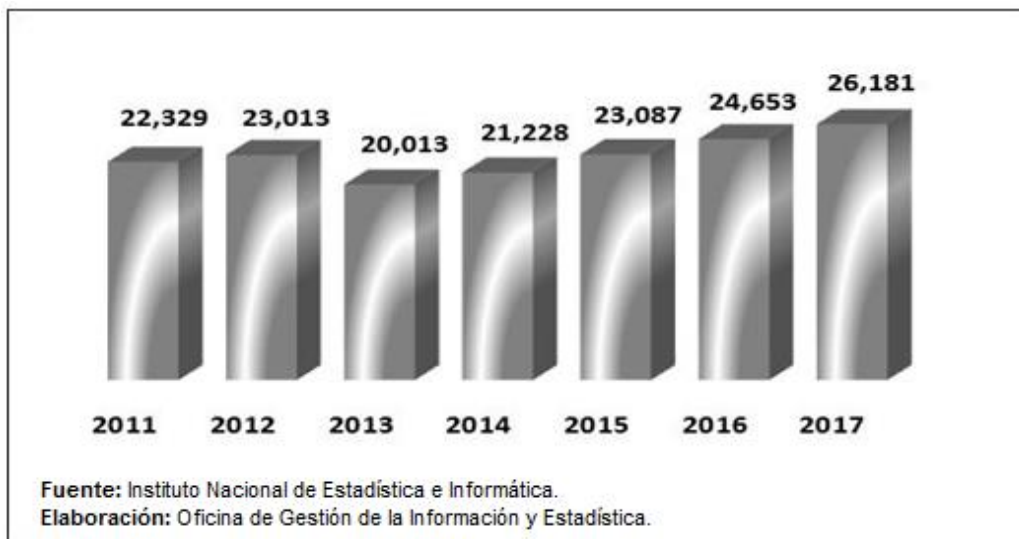 22,329 23,013 20,013 21,228 23,087 24,653 26,181
2011 2012 2013 2014 2015 2016 2017
Fuente: Instituto Nacional de Estadística e Informática.
Elaboración: Oficina de Gestión de la Información y Estadística.